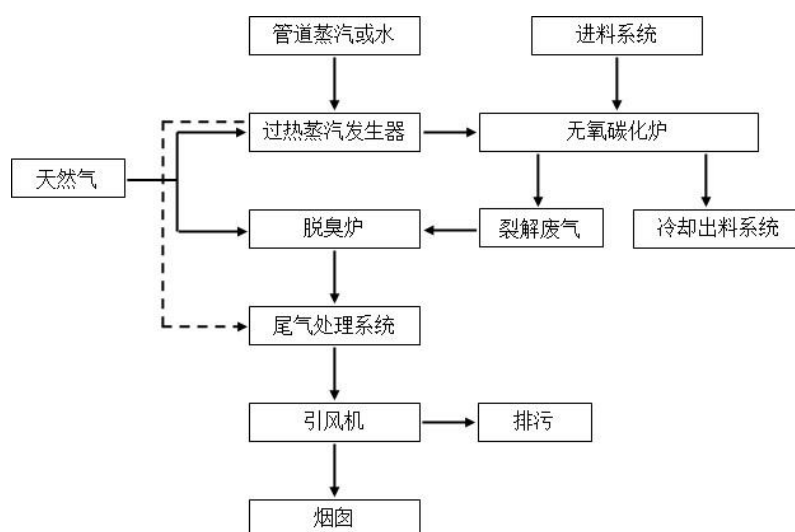 管道蒸汽或水
进料系统
过热蒸汽发生器
无氧碳化炉
天然气
脱臭炉
裂解废气
冷却出料系统
尾气处理系统
引风机
排污
烟囱